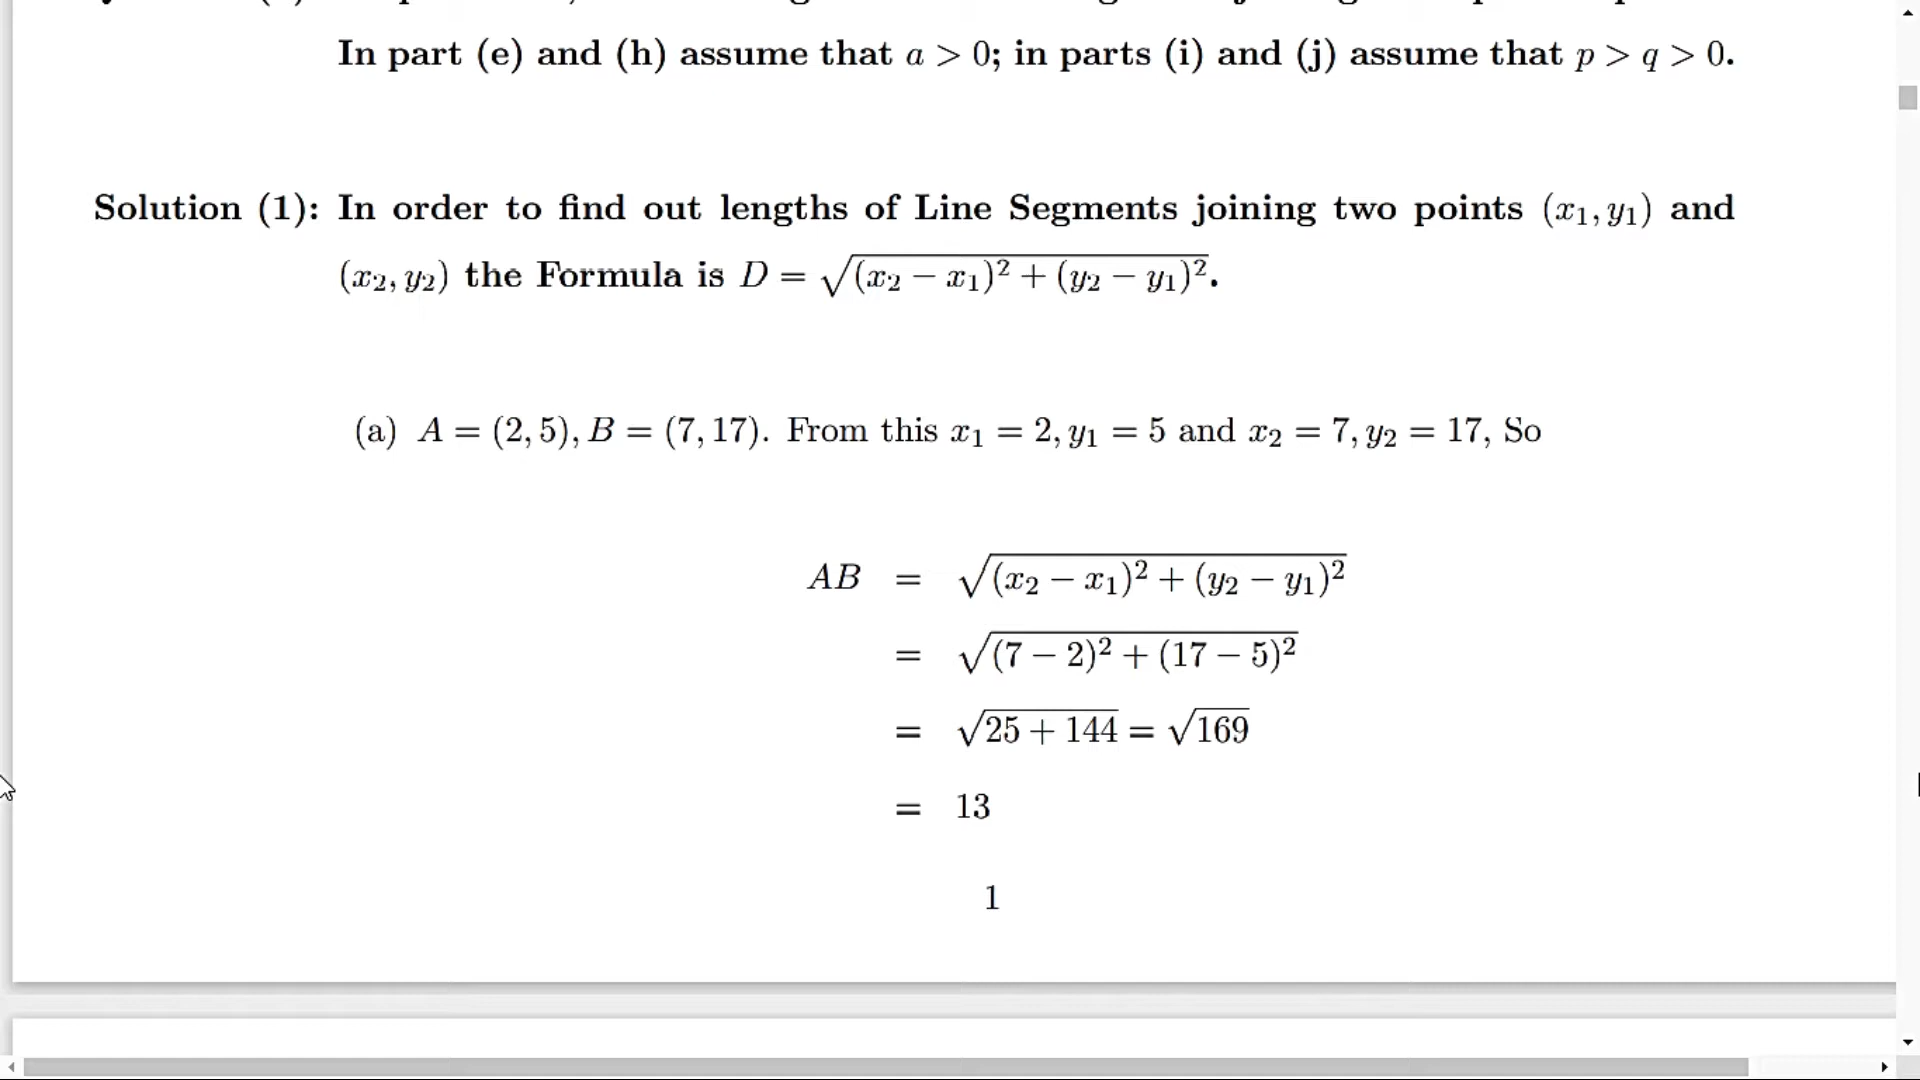 In part (e) and (h) assume that a > 0; in parts (i) and (j) assume that p > q > 0.
Solution (1): In order to find out lengths of Line Segments joining two points (x₁, y₁) and
(x₂, y₂) the Formula is D = √((x₂ − x₁)² + (y₂ − y₁)²).
(a) A = (2, 5), B = (7, 17). From this x₁ = 2, y₁ = 5 and x₂ = 7, y₂ = 17, So
AB = √((x₂ − x₁)² + (y₂ − y₁)²)
= √((7 − 2)² + (17 − 5)²)
= √(25 + 144) = √169
= 13
1